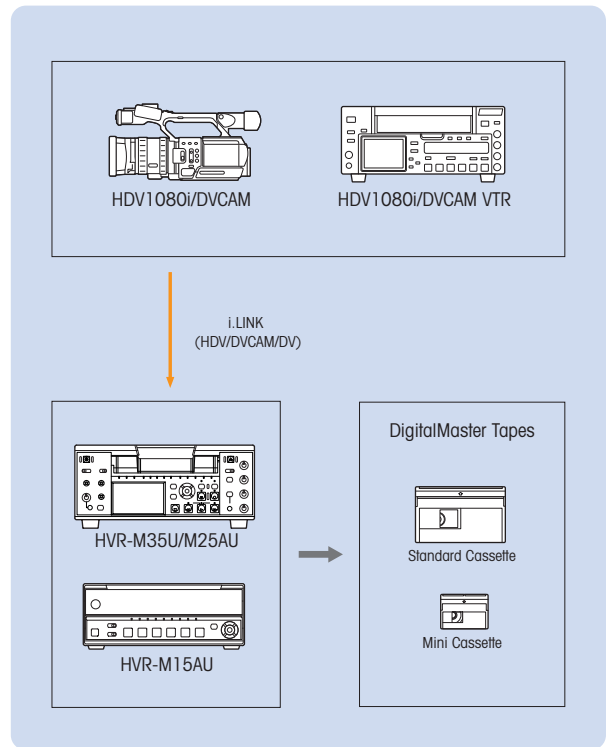 HDV1080i/DVCAM
HDV1080i/DVCAM VTR
i.LINK
(HDV/DVCAM/DV)
HVR-M35U/M25AU
HVR-M15AU
DigitalMaster Tapes
Standard Cassette
Mini Cassette